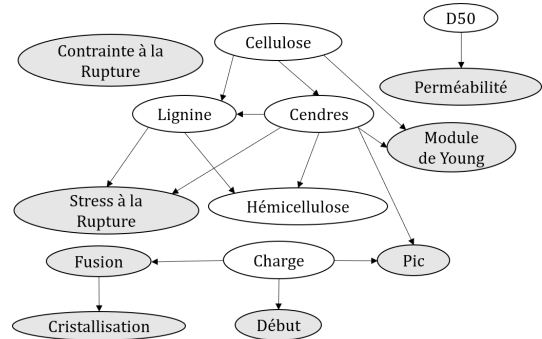 D50
Contrainte à la
Rupture
Cellulose
Perméabilité
Lignine
Cendres
Module
de Young
Stress à la
Rupture
Hémicellulose
Fusion
Charge
Pic
Cristallisation
Début